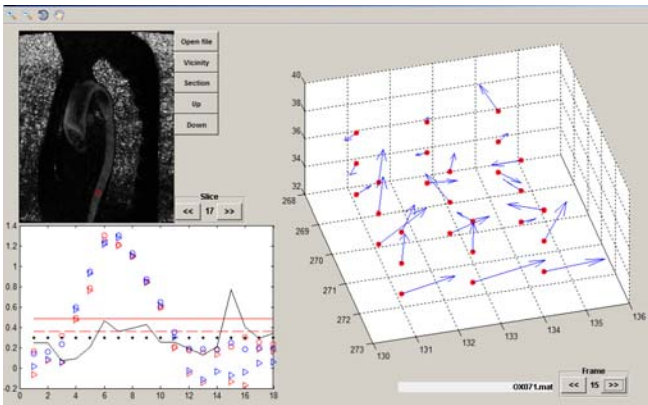 Open file
Vicinity
Section
Up
Down
Slice
<< 17 >>
1.4
1.2
1
0.8
0.6
0.4
0.2
0
-0.2
0 2 4 6 8 10 12 14 16 18
40
38
36
34
32
268
269
270
271
272
273
130 131 132 133 134 135 136
Frame
OX071.mat << 15 >>